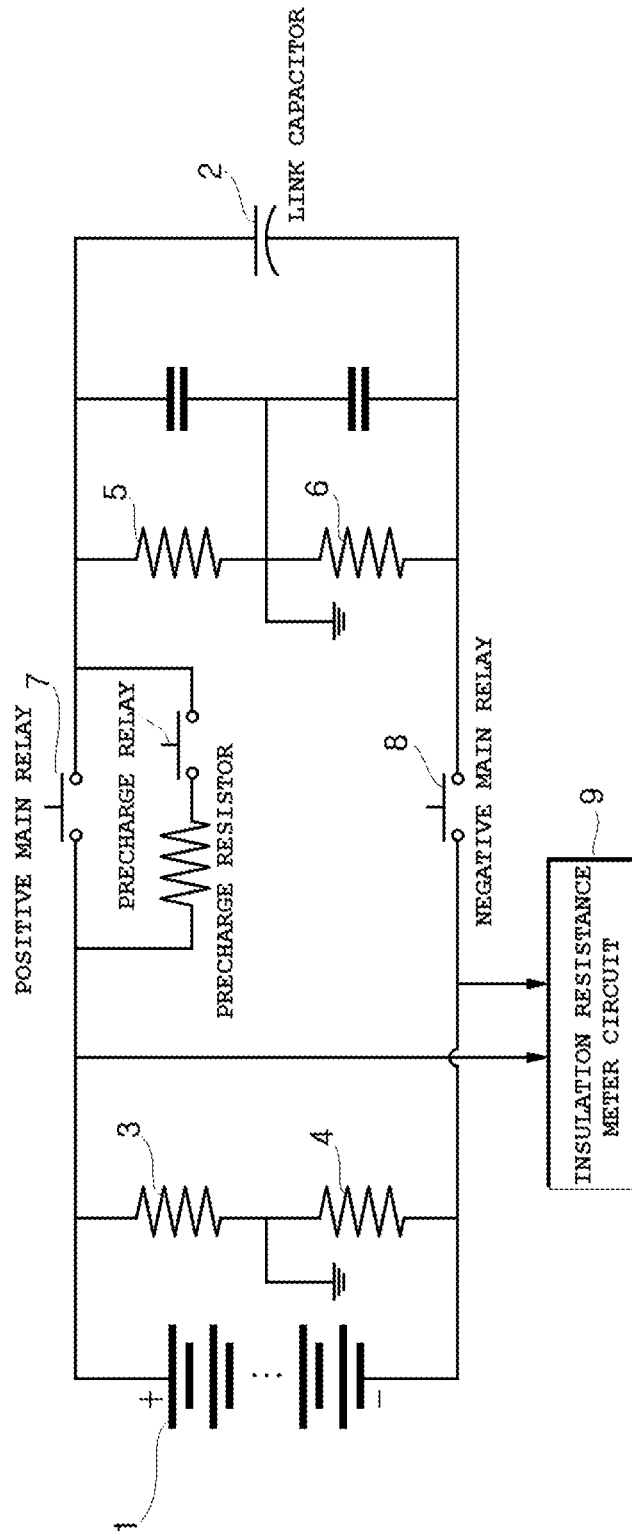 POSITIVE MAIN RELAY
7
PRECHARGE RELAY
PRECHARGE RESISTOR
5
2
LINK CAPACITOR
6
3
4
1
+
−
8
NEGATIVE MAIN RELAY
9
INSULATION RESISTANCE
METER CIRCUIT